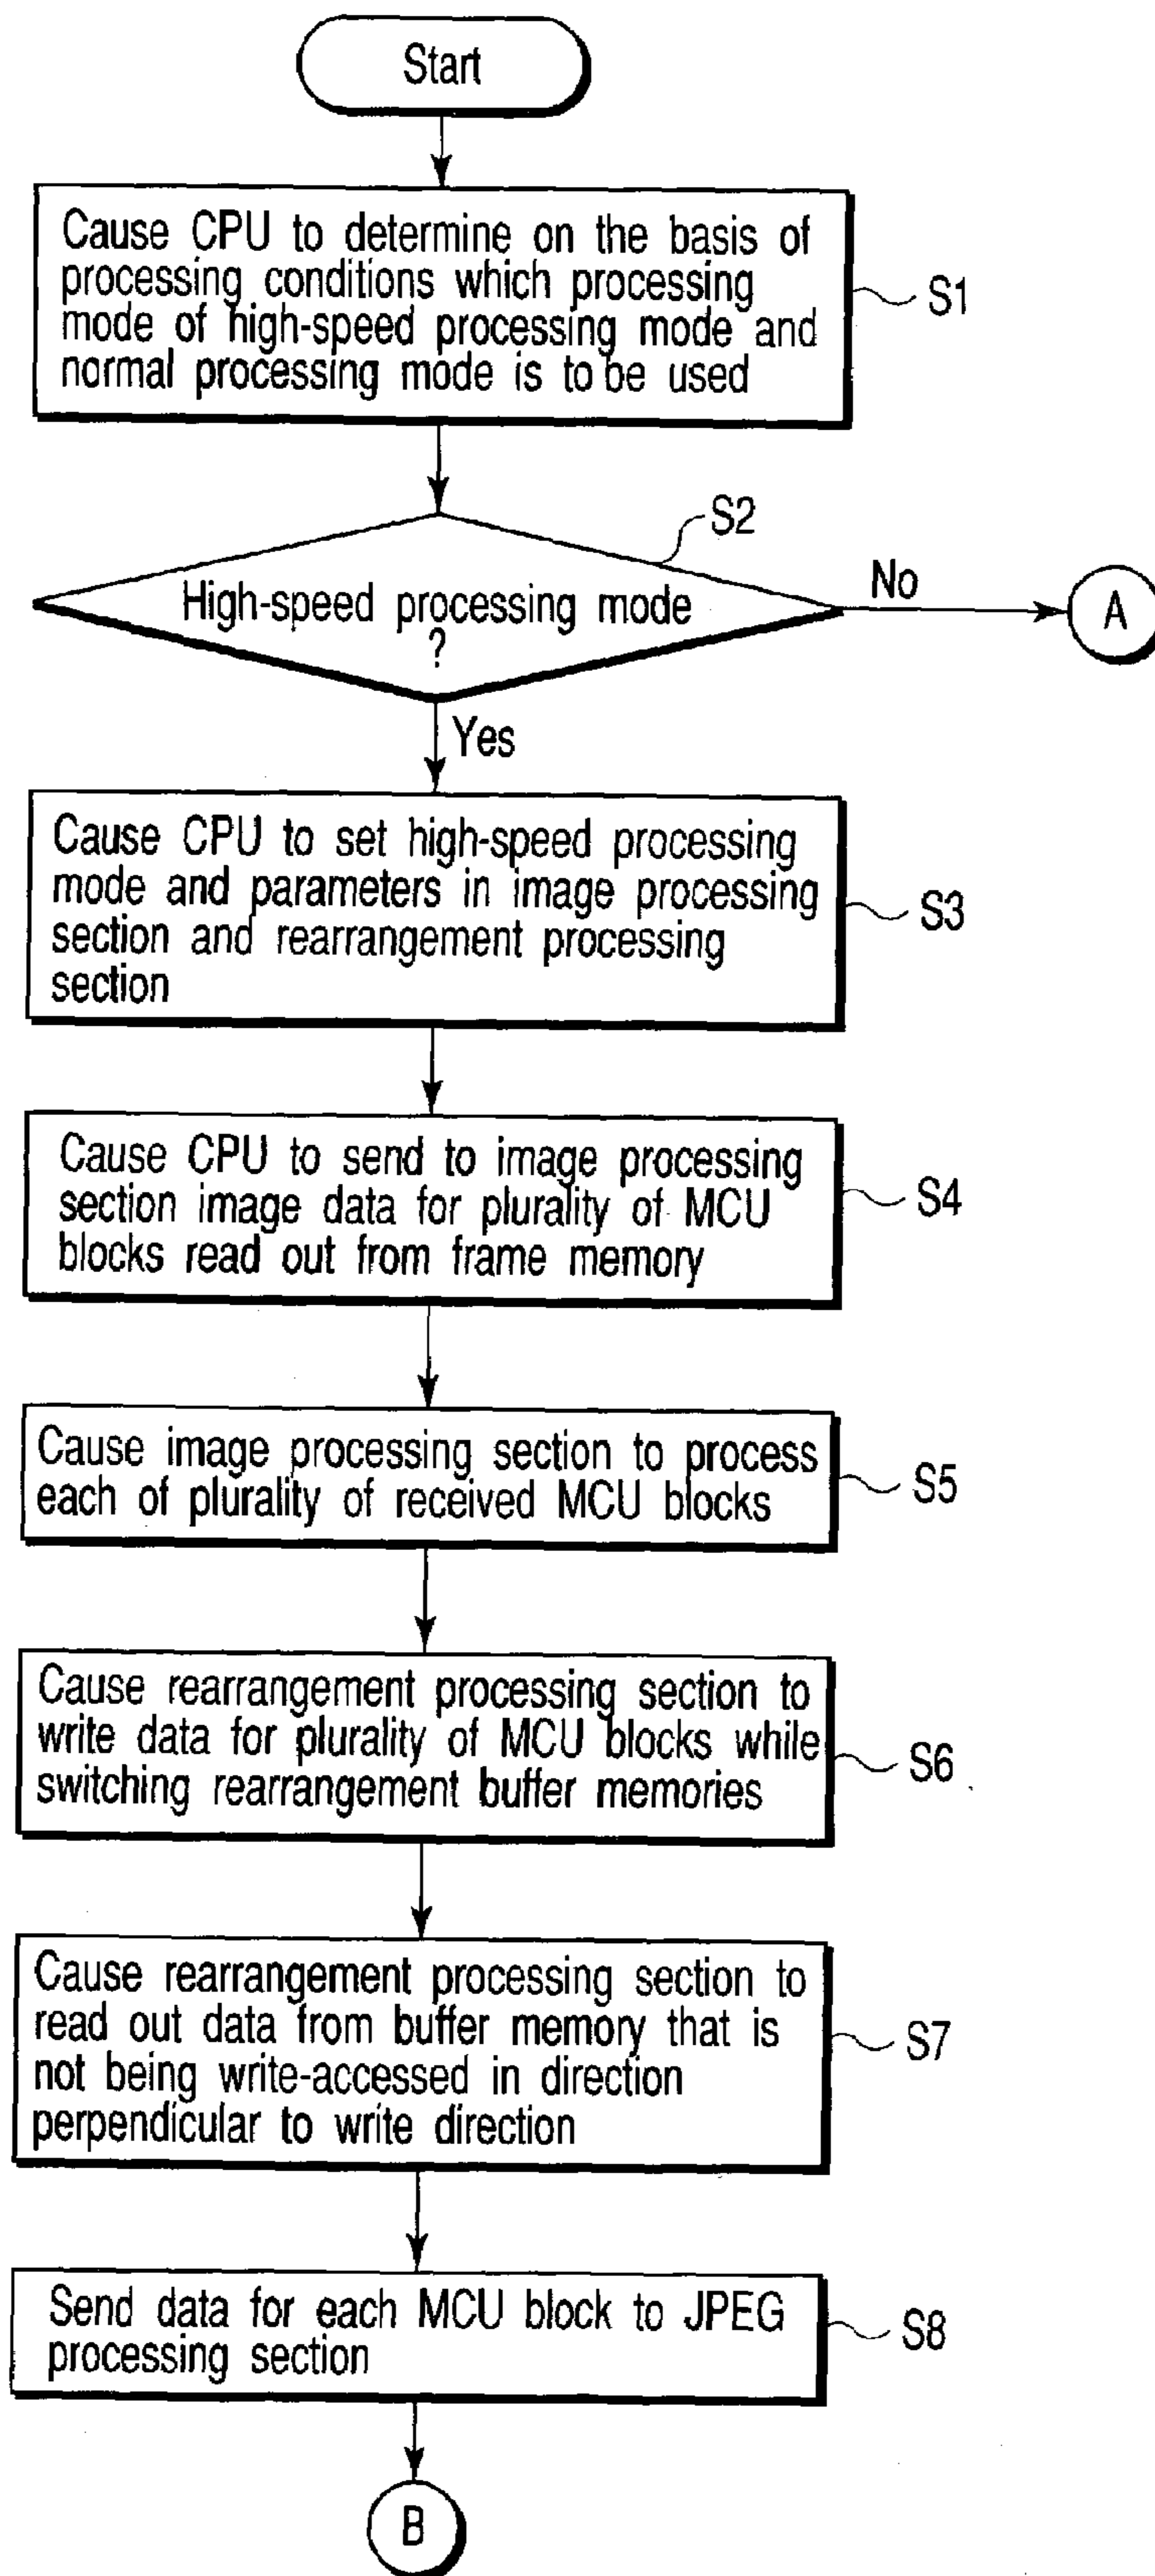 Start
Cause CPU to determine on the basis of
processing conditions which processing
mode of high-speed processing mode and
normal processing mode is to be used
S1
S2
High-speed processing mode
?
No
A
Yes
Cause CPU to set high-speed processing
mode and parameters in image processing
section and rearrangement processing
section
S3
Cause CPU to send to image processing
section image data for plurality of MCU
blocks read out from frame memory
S4
Cause image processing section to process
each of plurality of received MCU blocks
S5
Cause rearrangement processing section to
write data for plurality of MCU blocks while
switching rearrangement buffer memories
S6
Cause rearrangement processing section to
read out data from buffer memory that is
not being write-accessed in direction
perpendicular to write direction
S7
Send data for each MCU block to JPEG
processing section
S8
B